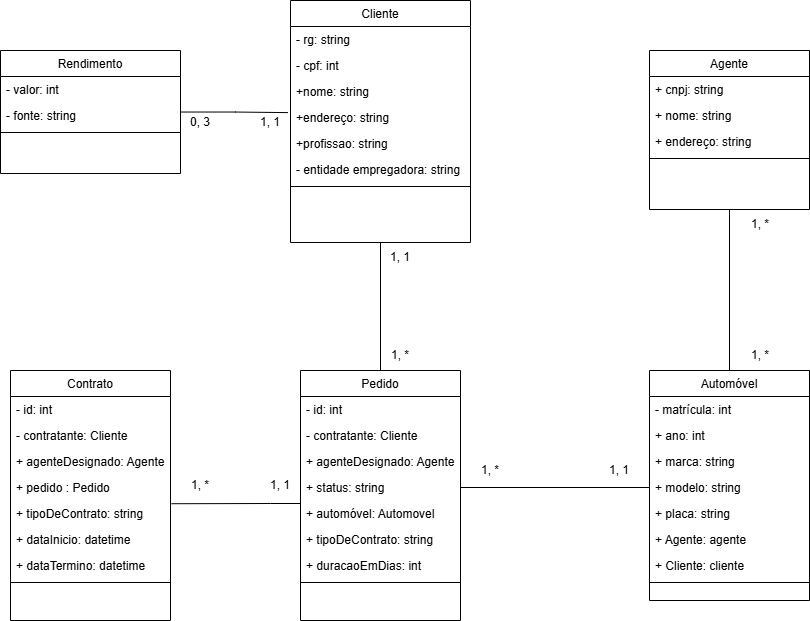 Cliente
- rg: string
- cpf: int
+nome: string
+endereço: string
+profissao: string
- entidade empregadora: string
Rendimento
- valor: int
- fonte: string
0, 3
1, 1
Agente
+ cnpj: string
+ nome: string
+ endereço: string
1, 1
1, *
1, *
1, *
Contrato
- id: int
- contratante: Cliente
+ agenteDesignado: Agente
+ pedido : Pedido
+ tipoDeContrato: string
+ dataInicio: datetime
+ dataTermino: datetime
1, *
1, 1
Pedido
- id: int
- contratante: Cliente
+ agenteDesignado: Agente
+ status: string
+ automóvel: Automovel
+ tipoDeContrato: string
+ duracaoEmDias: int
1, *
1, 1
Automóvel
- matrícula: int
+ ano: int
+ marca: string
+ modelo: string
+ placa: string
+ Agente: agente
+ Cliente: cliente